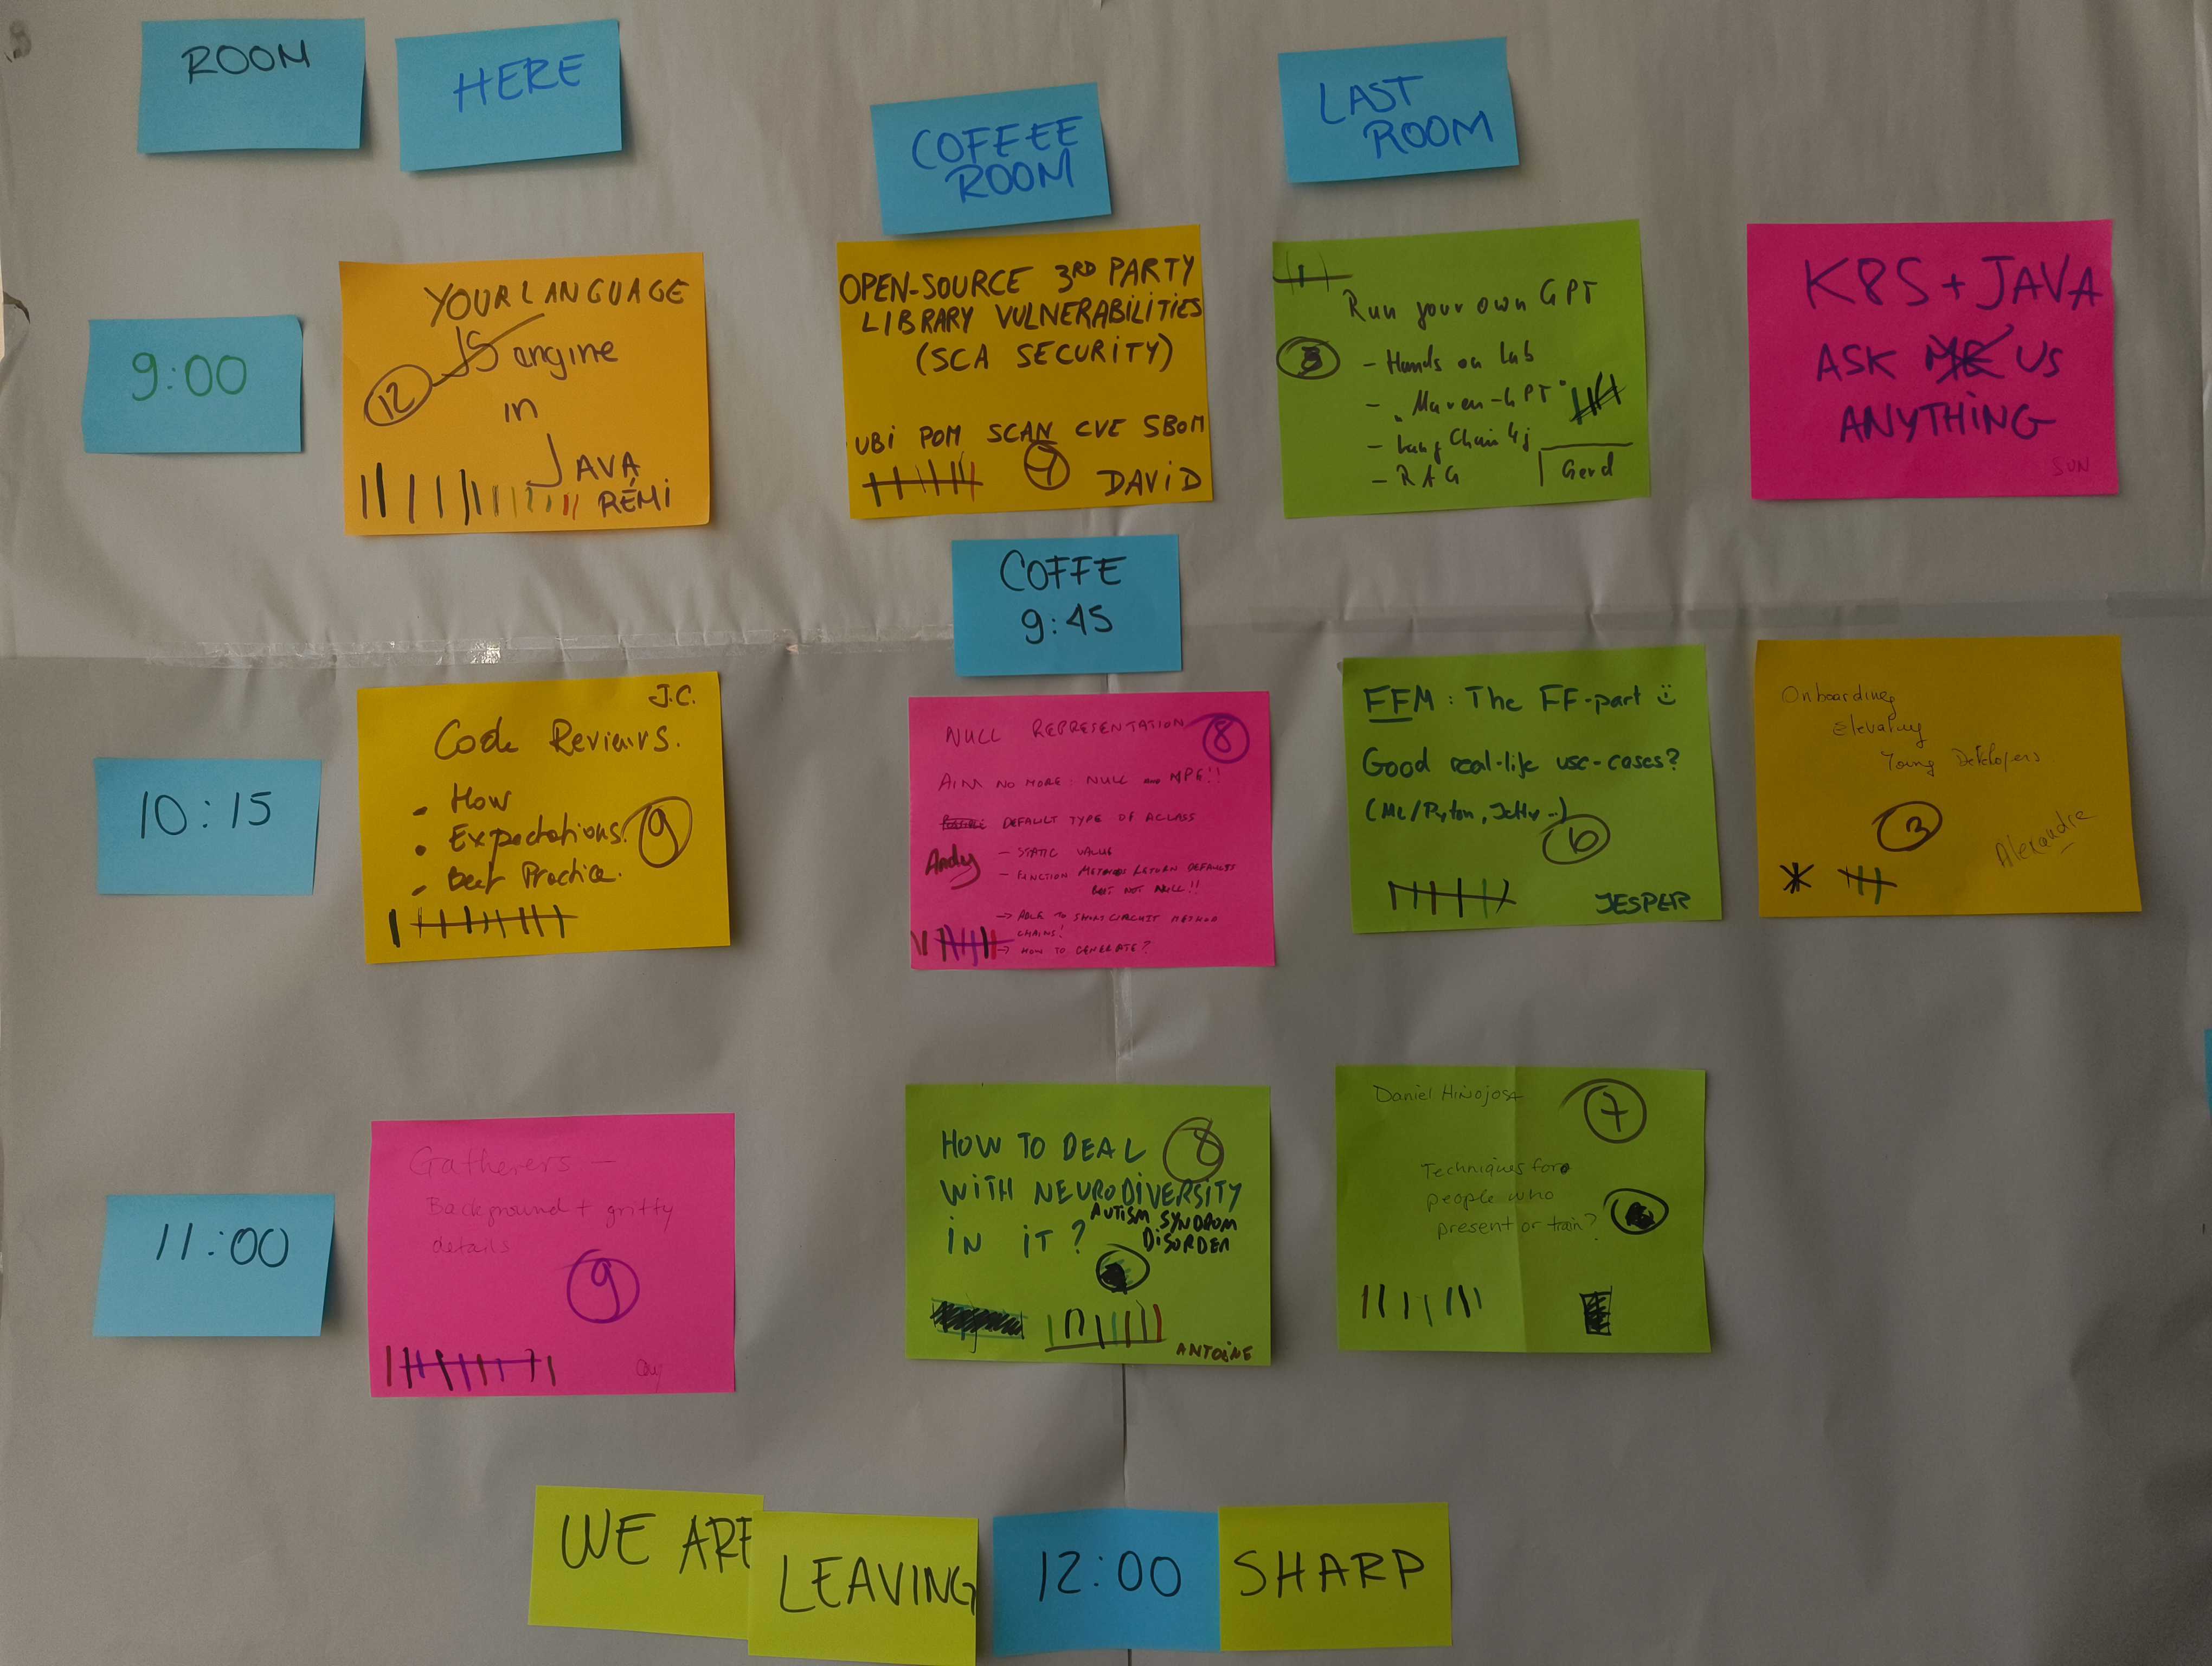 ROOM
HERE
COFFEE
ROOM
LAST
ROOM
9:00
YOUR LANGUAGE
JS engine
12
in
JAVA
RÉMI
OPEN-SOURCE 3RD PARTY
LIBRARY VULNERABILITIES
(SCA SECURITY)
UBI POM SCAN CVE SBOM
7
DAVID
Run your own GPT
3
- Hands on Lab
- "Maven-GPT"
- Lang Chain 4j
- RAG
Gerd
K8S + JAVA
ASK ME US
ANYTHING
SUN
COFFE
9:45
10:15
J.C.
Code Reviews.
• How
• Expectations.
• Best Practice.
9
NULL REPRESENTATION
8
AIM NO MORE: NULL NPE!!
DEFAULT TYPE OF A CLASS
Andy
- STATIC VALUE
- FUNCTION METHODS RETURN DEFAULTS
BUT NOT NULL!!
→ ABLE TO SHORT CIRCUIT METHOD
CHAINS!
→ HOW TO GENERATE?
FFM : The FF-part
Good real-life use-cases?
(ML/Pyton, Jetty ..)
6
JESPER
Onboarding
elevating
Young Developers
3
Alexandre
11:00
Gatherers —
Background + gritty
details
9
HOW TO DEAL
8
WITH NEURODIVERSITY
IN IT?
AUTISM SYNDROM
DISORDER
ANTOINE
Daniel Hinojosa
7
Techniques for
people who
present or train?
WE ARE
LEAVING
12:00
SHARP